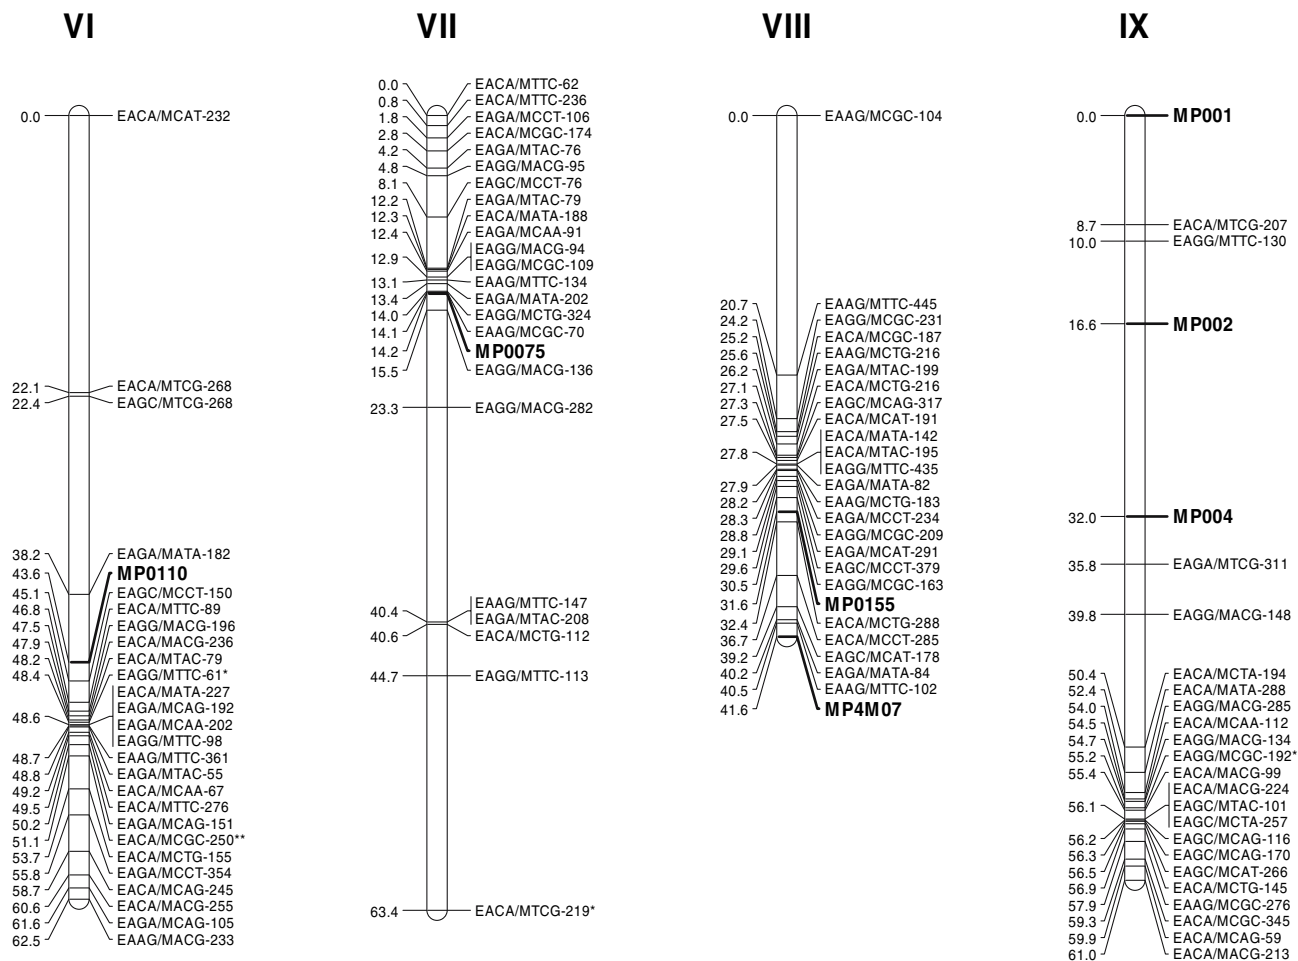 VI
0.0 EACA/MCAT-232
22.1 EACA/MTCG-268
22.4 EAGC/MTCG-268
38.2 EAGA/MATA-182
43.6 MP0110
45.1 EAGC/MCCT-150
46.8 EACA/MTTC-89
47.5 EAGG/MACG-196
47.9 EACA/MACG-236
48.2 EACA/MTAC-79
48.4 EAGG/MTTC-61*
EACA/MATA-227
EAGA/MCAG-192
48.6 EAGA/MCAA-202
EAGG/MTTC-98
48.7 EAAG/MTTC-361
48.8 EAGA/MTAC-55
49.2 EACA/MCAA-67
49.5 EACA/MTTC-276
50.2 EAGA/MCAG-151
51.1 EACA/MCGC-250**
53.7 EACA/MCTG-155
55.8 EAGA/MCCT-354
58.7 EACA/MCAG-245
60.6 EACA/MACG-255
61.6 EAGA/MCAG-105
62.5 EAAG/MACG-233
VII
0.0 EACA/MTTC-62
0.8 EACA/MTTC-236
1.8 EAGA/MCCT-106
2.8 EACA/MCGC-174
4.2 EAGA/MTAC-76
4.8 EAGG/MACG-95
8.1 EAGC/MCCT-76
12.2 EAGA/MTAC-79
12.3 EACA/MATA-188
12.4 EAGA/MCAA-91
EAGG/MACG-94
12.9 EAGG/MCGC-109
13.1 EAAG/MTTC-134
13.4 EAGA/MATA-202
14.0 EAGG/MCTG-324
14.1 EAAG/MCGC-70
14.2 MP0075
15.5 EAGG/MACG-136
23.3 EAGG/MACG-282
EAAG/MTTC-147
40.4 EAGA/MTAC-208
40.6 EACA/MCTG-112
44.7 EAGG/MTTC-113
63.4 EACA/MTCG-219*
VIII
0.0 EAAG/MCGC-104
20.7 EAAG/MTTC-445
24.2 EAGG/MCGC-231
25.2 EACA/MCGC-187
25.6 EAAG/MCTG-216
26.2 EAGA/MTAC-199
27.1 EACA/MCTG-216
27.3 EAGC/MCAG-317
27.5 EACA/MCAT-191
EACA/MATA-142
27.8 EACA/MTAC-195
EAGG/MTTC-435
27.9 EAGA/MATA-82
28.2 EAAG/MCTG-183
28.3 EAGA/MCCT-234
28.8 EAGG/MCGC-209
29.1 EAGA/MCAT-291
29.6 EAGC/MCCT-379
30.5 EAGG/MCGC-163
31.6 MP0155
32.4 EACA/MCTG-288
36.7 EACA/MCCT-285
39.2 EAGC/MCAT-178
40.2 EAGA/MATA-84
40.5 EAAG/MTTC-102
41.6 MP4M07
IX
0.0 MP001
8.7 EACA/MTCG-207
10.0 EAGG/MTTC-130
16.6 MP002
32.0 MP004
35.8 EAGA/MTCG-311
39.8 EAGG/MACG-148
50.4 EACA/MCTA-194
52.4 EACA/MATA-288
54.0 EAGG/MACG-285
54.5 EACA/MCAA-112
54.7 EAGG/MACG-134
55.2 EAGG/MCGC-192*
55.4 EACA/MACG-99
EACA/MACG-224
56.1 EAGC/MTAC-101
EAGC/MCTA-257
56.2 EAGC/MCAG-116
56.3 EAGC/MCAG-170
56.5 EAGC/MCAT-266
56.9 EACA/MCTG-145
57.9 EAGG/MCGC-276
59.3 EACA/MCGC-345
59.9 EACA/MCAG-59
61.0 EACA/MACG-213